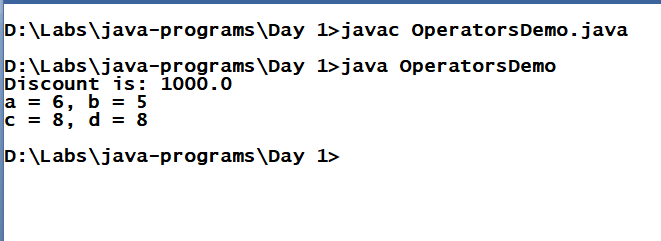 D:\Labs\java-programs\Day 1>javac OperatorsDemo.java
D:\Labs\java-programs\Day 1>java OperatorsDemo
Discount is: 1000.0
a = 6, b = 5
c = 8, d = 8
D:\Labs\java-programs\Day 1>